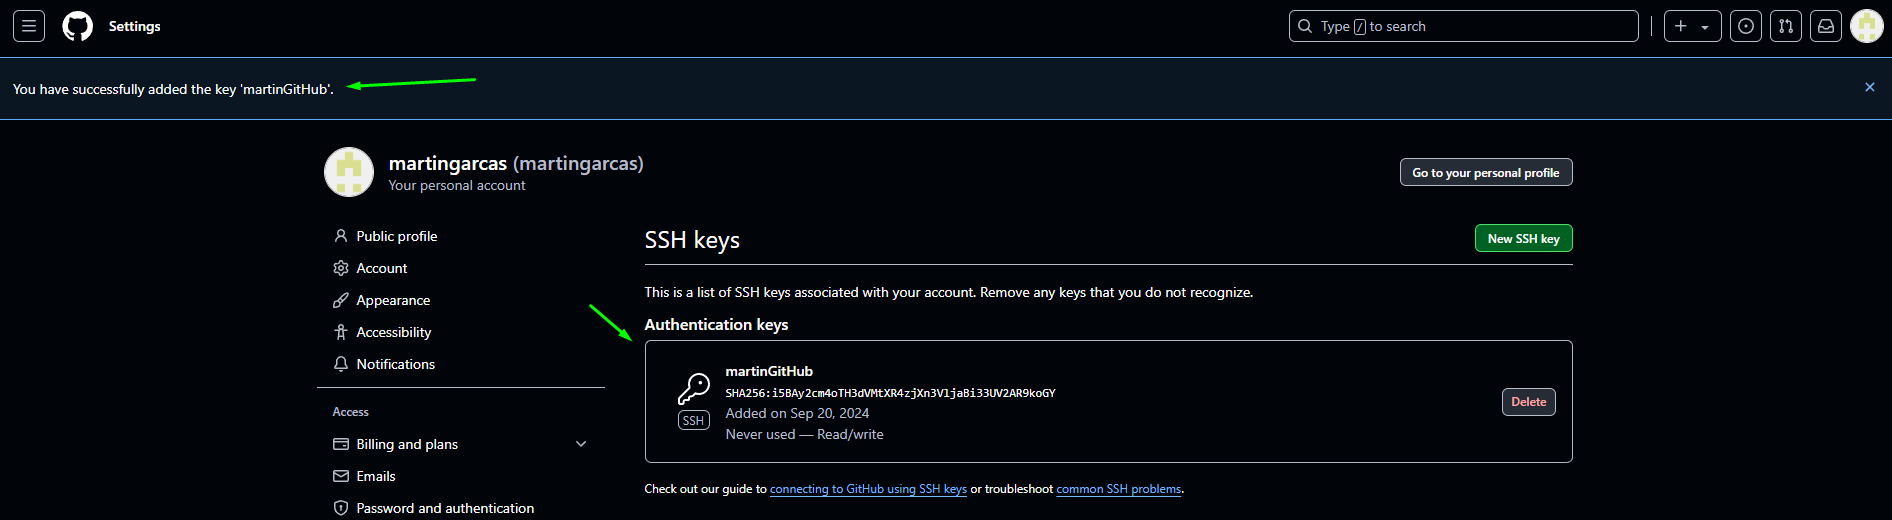 Settings
Type / to search
You have successfully added the key 'martinGitHub'.
martingarcas (martingarcas)
Your personal account
Go to your personal profile
Public profile
Account
Appearance
Accessibility
Notifications
Access
Billing and plans
Emails
Password and authentication
SSH keys
New SSH key
This is a list of SSH keys associated with your account. Remove any keys that you do not recognize.
Authentication keys
martinGitHub
SHA256:i5BAy2cm4oTH3dVMtXR4zjXn3V1jaBi33UV2AR9koGY
Added on Sep 20, 2024
Never used — Read/write
SSH
Delete
Check out our guide to connecting to GitHub using SSH keys or troubleshoot common SSH problems.